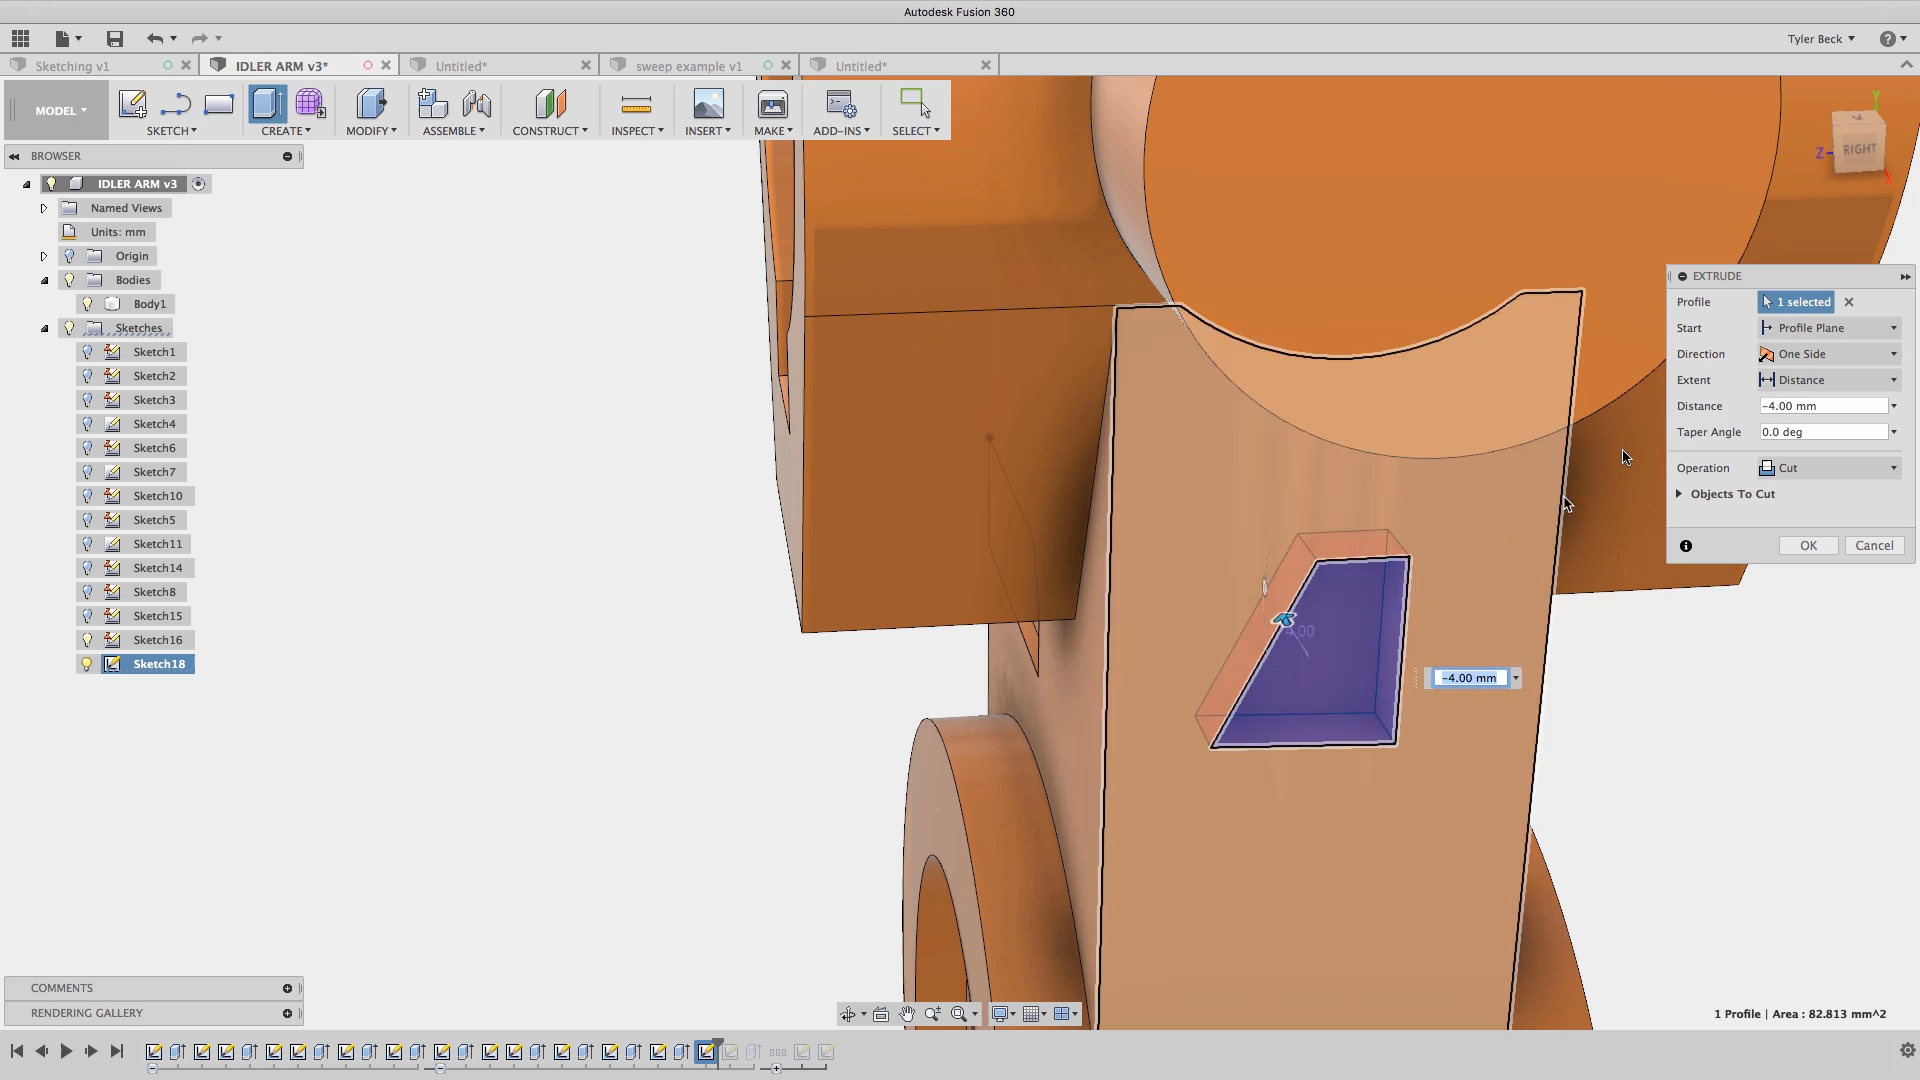 Autodesk Fusion 360
Tyler Beck
Sketching v1
IDLER ARM v3*
Untitled*
sweep example v1
Untitled*
MODEL
SKETCH
CREATE
MODIFY
ASSEMBLE
CONSTRUCT
INSPECT
INSERT
MAKE
ADD-INS
SELECT
Y
Z
RIGHT
X
BROWSER
IDLER ARM v3
Named Views
Units: mm
Origin
Bodies
Body1
Sketches
Sketch1
Sketch2
Sketch3
Sketch4
Sketch6
Sketch7
Sketch10
Sketch5
Sketch11
Sketch14
Sketch8
Sketch15
Sketch16
Sketch18
EXTRUDE
Profile 1 selected
Start Profile Plane
Direction One Side
Extent Distance
Distance -4.00 mm
Taper Angle 0.0 deg
Operation Cut
Objects To Cut
OK Cancel
4.00
-4.00 mm
COMMENTS
RENDERING GALLERY
1 Profile | Area : 82.813 mm^2